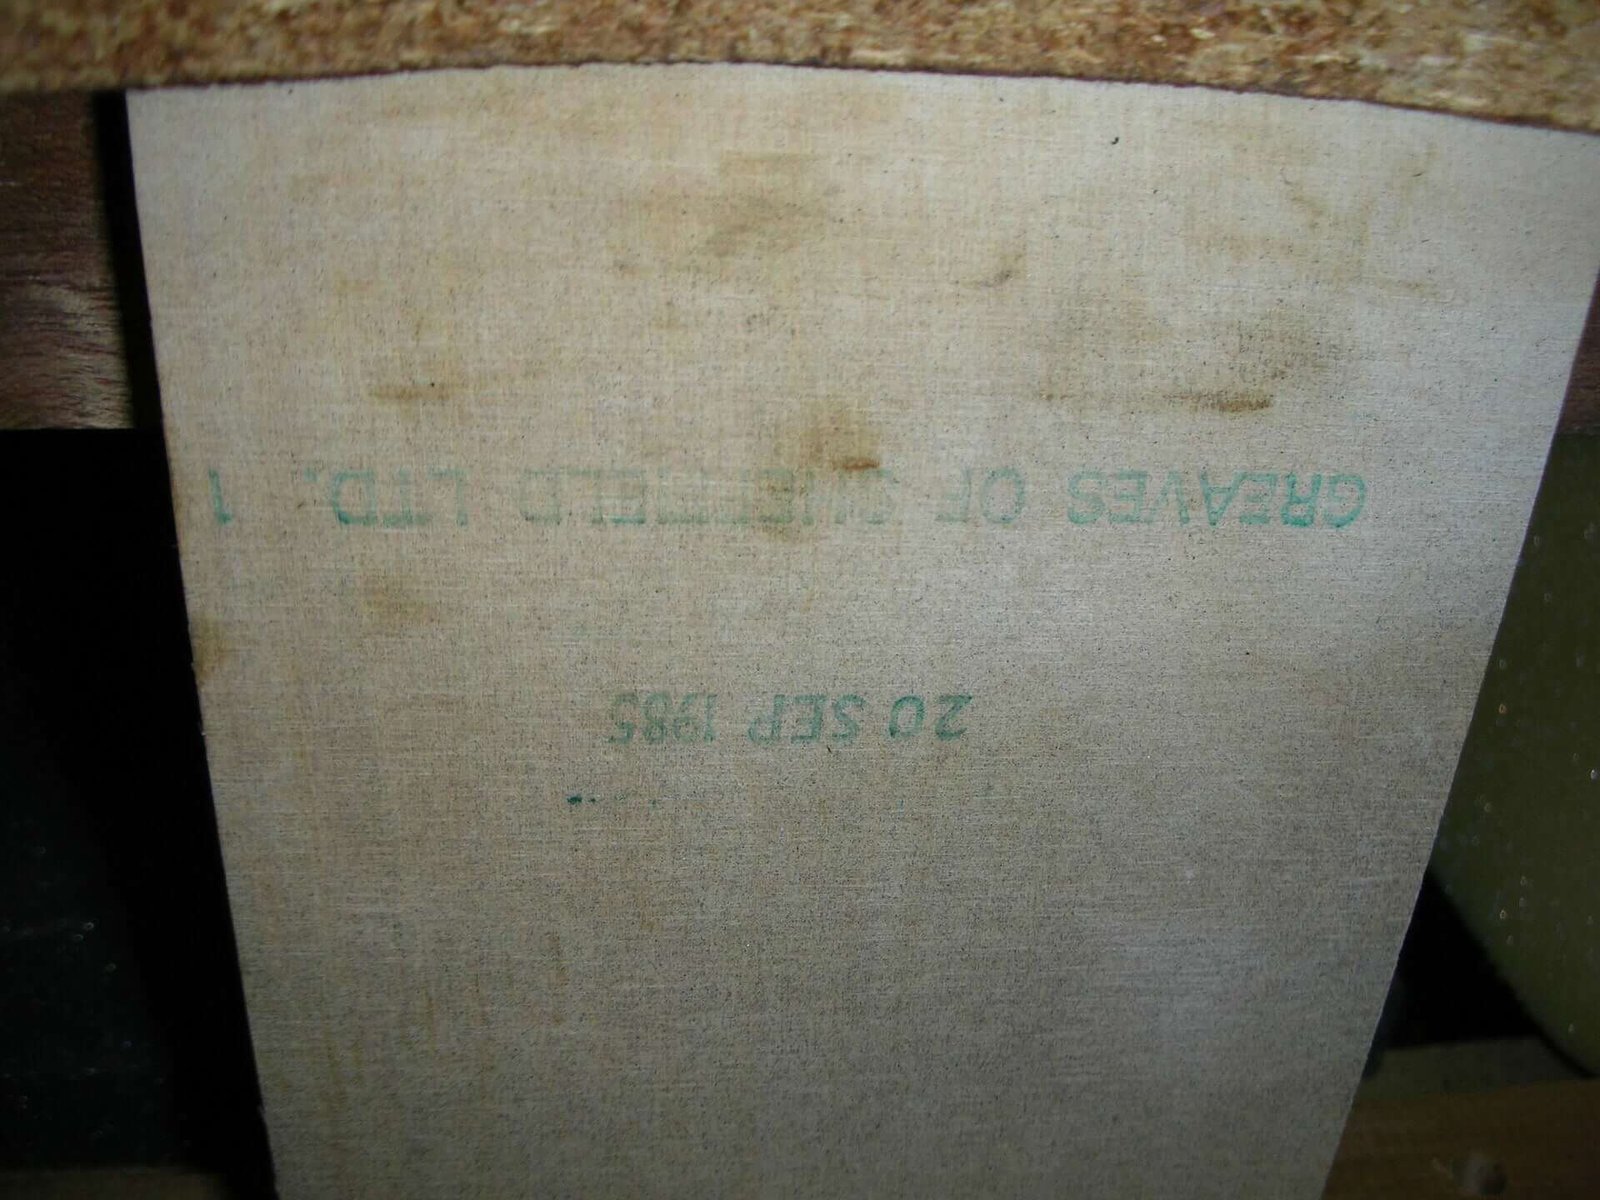 20 SEP 1985
GREAVES OF SHEFFIELD LTD. 1